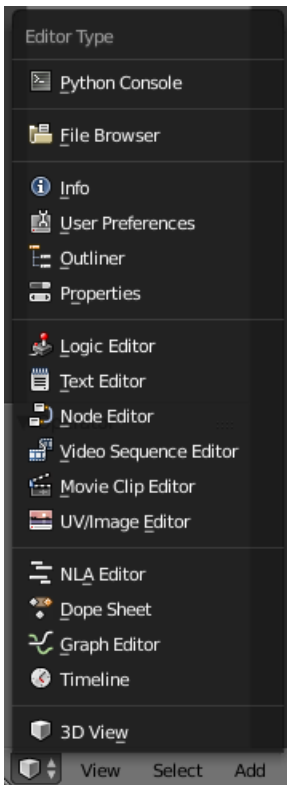 Editor Type
Python Console
File Browser
Info
User Preferences
Outliner
Properties
Logic Editor
Text Editor
Node Editor
Video Sequence Editor
Movie Clip Editor
UV/Image Editor
NLA Editor
Dope Sheet
Graph Editor
Timeline
3D View
View Select Add